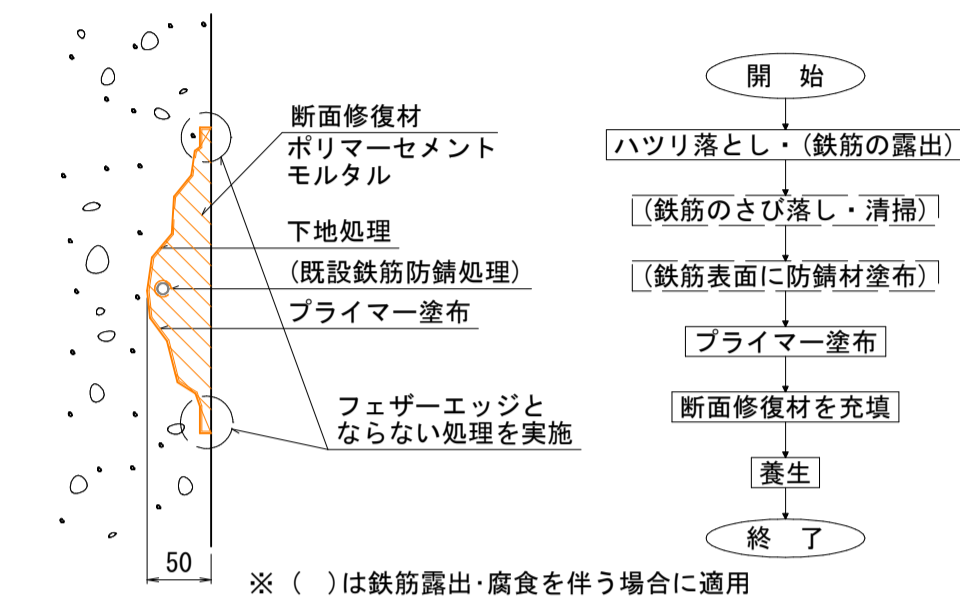 断面修復材
ポリマーセメント
モルタル
下地処理
(既設鉄筋防錆処理)
プライマー塗布
フェザーエッジと
ならない処理を実施
50
開 始
ハツリ落とし・(鉄筋の露出)
(鉄筋のさび落し・清掃)
(鉄筋表面に防錆材塗布)
プライマー塗布
断面修復材を充填
養生
終 了
※ ( )は鉄筋露出･腐食を伴う場合に適用